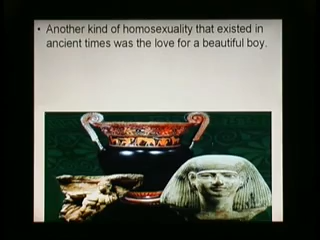 • Another kind of homosexuality that existed in
ancient times was the love for a beautiful boy.